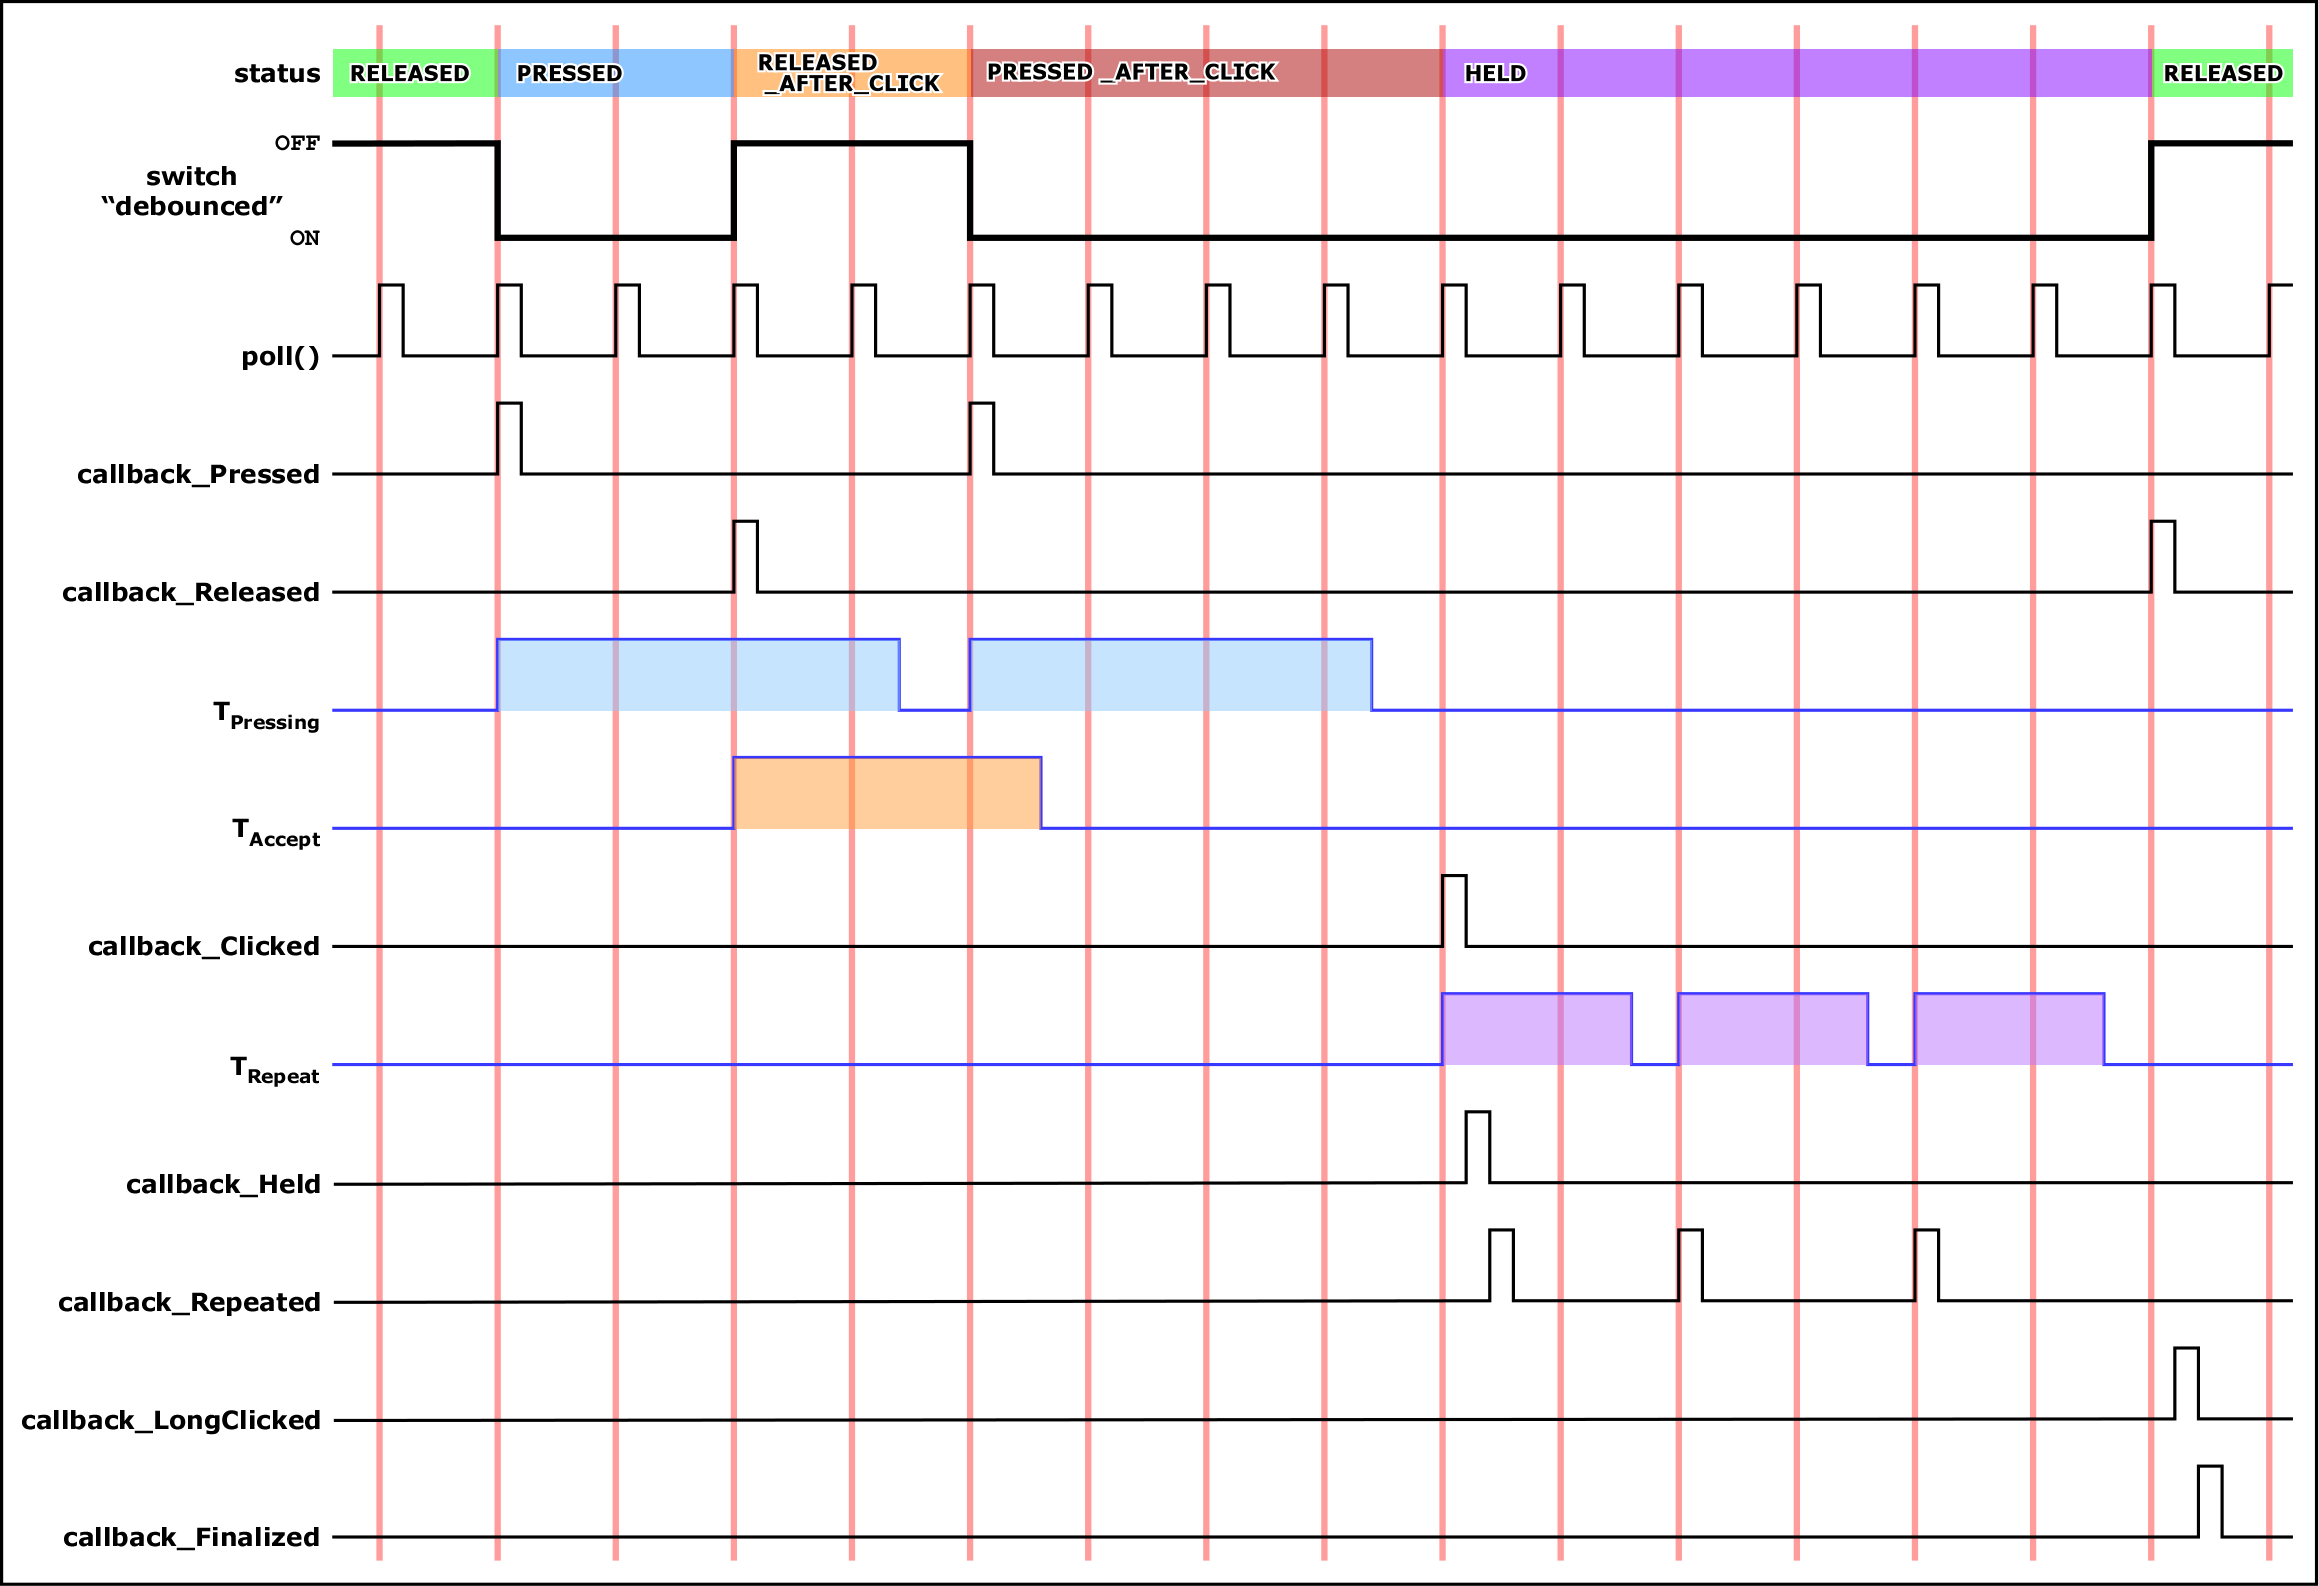 status
RELEASED
PRESSED
RELEASED
_AFTER_CLICK
PRESSED _AFTER_CLICK
HELD
RELEASED
OFF
switch
“debounced”
ON
poll()
callback_Pressed
callback_Released
TPressing
TAccept
callback_Clicked
TRepeat
callback_Held
callback_Repeated
callback_LongClicked
callback_Finalized